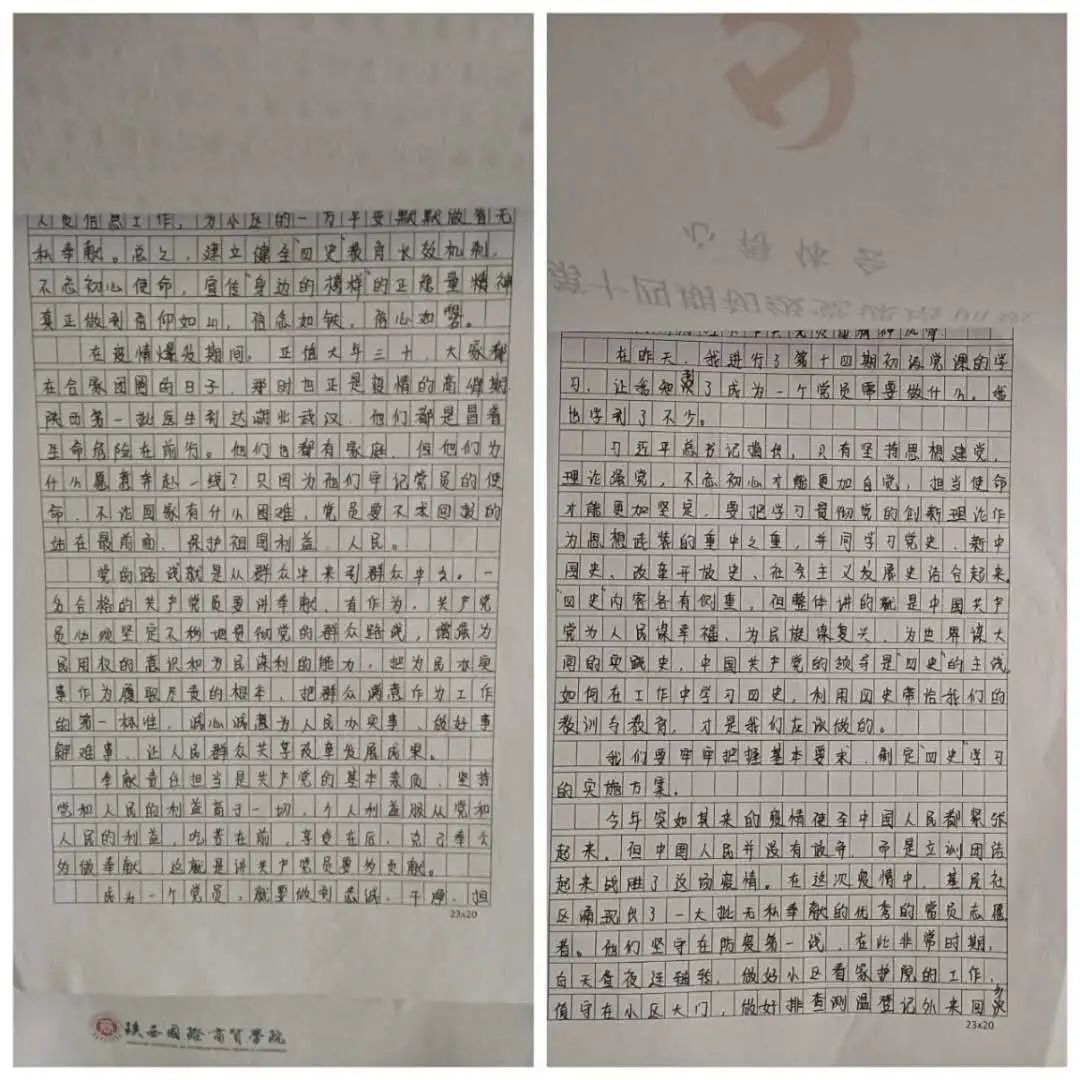 人员信息工作，为小区的一方平安默默做着无
私奉献。总之，建立健全“四史”教育长效机制，
不忘初心使命，宣传“身边的榜样”的正能量精神
真正做到信仰如山，信念如铁，信心如磐。
在疫情爆发期间，正值大年三十，大家都
在合家团圆的日子，那时也正是疫情的高峰期
陕西第一批医生到达湖北武汉，他们都是冒着
生命危险在前行。他们也都有家庭，但他们为
什么愿意奔赴一线？只因为他们牢记党员的使
命，不论国家有什么困难，党员要不求回报的
站在最前面，保护祖国利益、人民。
党的路线就是从群众中来到群众中去。一
名合格的共产党员要讲奉献、有作为，共产党
员必须坚定不移地贯彻党的群众路线，增强为
民用权的意识和为民谋利的能力，把为民办实
事作为履职尽责的根本，把群众满意作为工作
的第一标准，诚心诚意为人民办实事、做好事
解难事，让人民群众共享改革发展成果。
奉献责任担当是共产党的基本素质，坚持
党和人民的利益高于一切，个人利益服从党和
人民的利益，吃苦在前，享受在后，克己奉公
多做奉献，这就是讲共产党员要多贡献。
成为一个党员，就要做到忠诚、干净、担
23x20
陕西国际商贸学院
心得体会
在昨天，我进行了第十四期初级党课的学
习，让我知道了成为一个党员需要做什么，我
也学到了不少。
习近平总书记强调，只有坚持思想建党、
理论强党，不忘初心才能更加自觉，担当使命
才能更加坚定，要把学习贯彻党的创新理论作
为思想武装的重中之重，并同学习党史、新中
国史、改革开放史、社会主义发展史结合起来
“四史”内容各有侧重，但整体讲的就是中国共产
党为人民谋幸福、为民族谋复兴、为世界谋大
同的实践史，中国共产党的领导是“四史”的主线
如何在工作中学习四史，利用四史带给我们的
教训与教育，才是我们应该做的。
我们要牢牢把握基本要求，制定“四史”学习
的实施方案。
今年突如其来的疫情使全中国人民都紧张
起来，但中国人民并没有放弃，而是立训团结
起来战胜了这场疫情。在这次疫情中，基层社
区涌现出了一大批无私奉献的优秀的党员志愿
者。他们坚守在防疫第一线，在此非常时期，
白天昼夜连轴转，做好小区看家护院的工作，
值守在小区大门，做好排查测温登记外来回
23x20